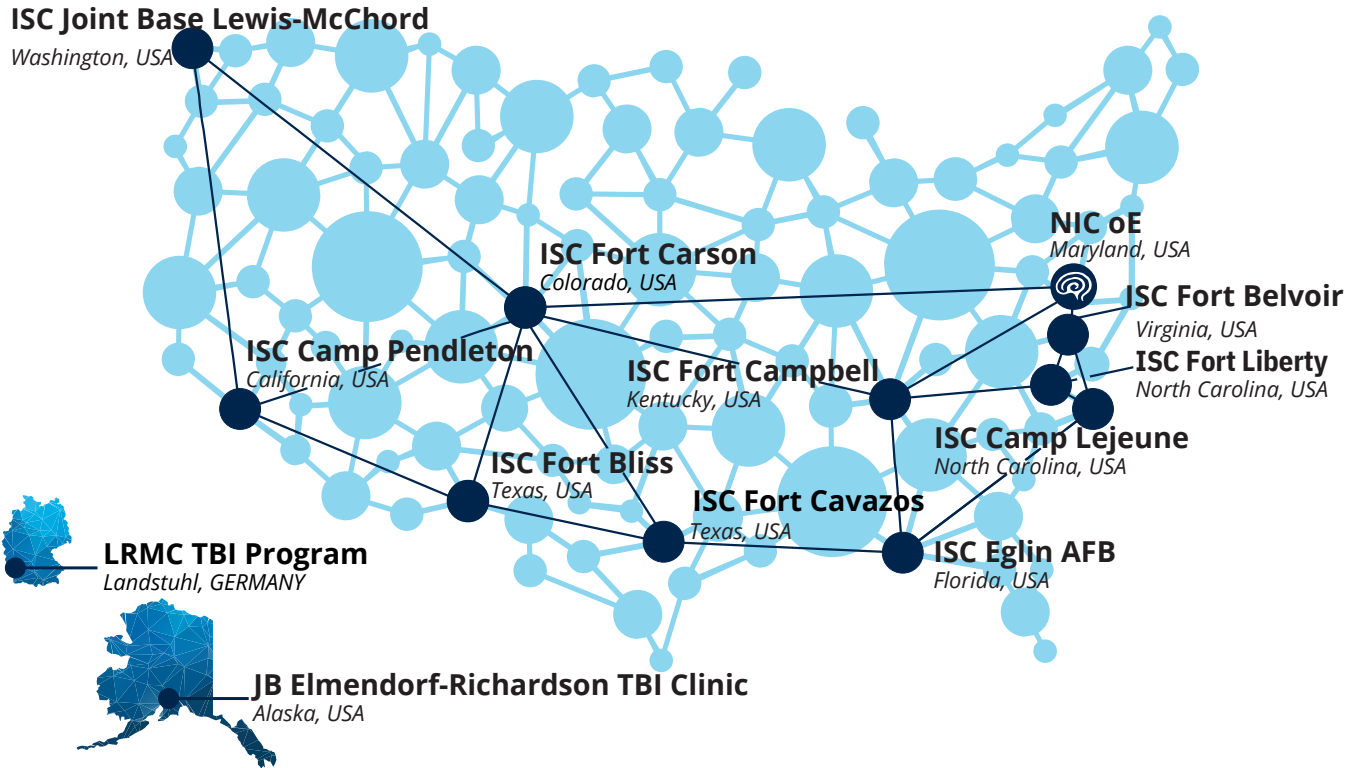 ISC Joint Base Lewis-McChord
Washington, USA
NIC oE
Maryland, USA
ISC Fort Carson
Colorado, USA
ISC Fort Belvoir
Virginia, USA
ISC Camp Pendleton
California, USA
ISC Fort Campbell
Kentucky, USA
ISC Fort Liberty
North Carolina, USA
ISC Camp Lejeune
North Carolina, USA
ISC Fort Bliss
Texas, USA
ISC Fort Cavazos
Texas, USA
ISC Eglin AFB
Florida, USA
LRMC TBI Program
Landstuhl, GERMANY
JB Elmendorf-Richardson TBI Clinic
Alaska, USA